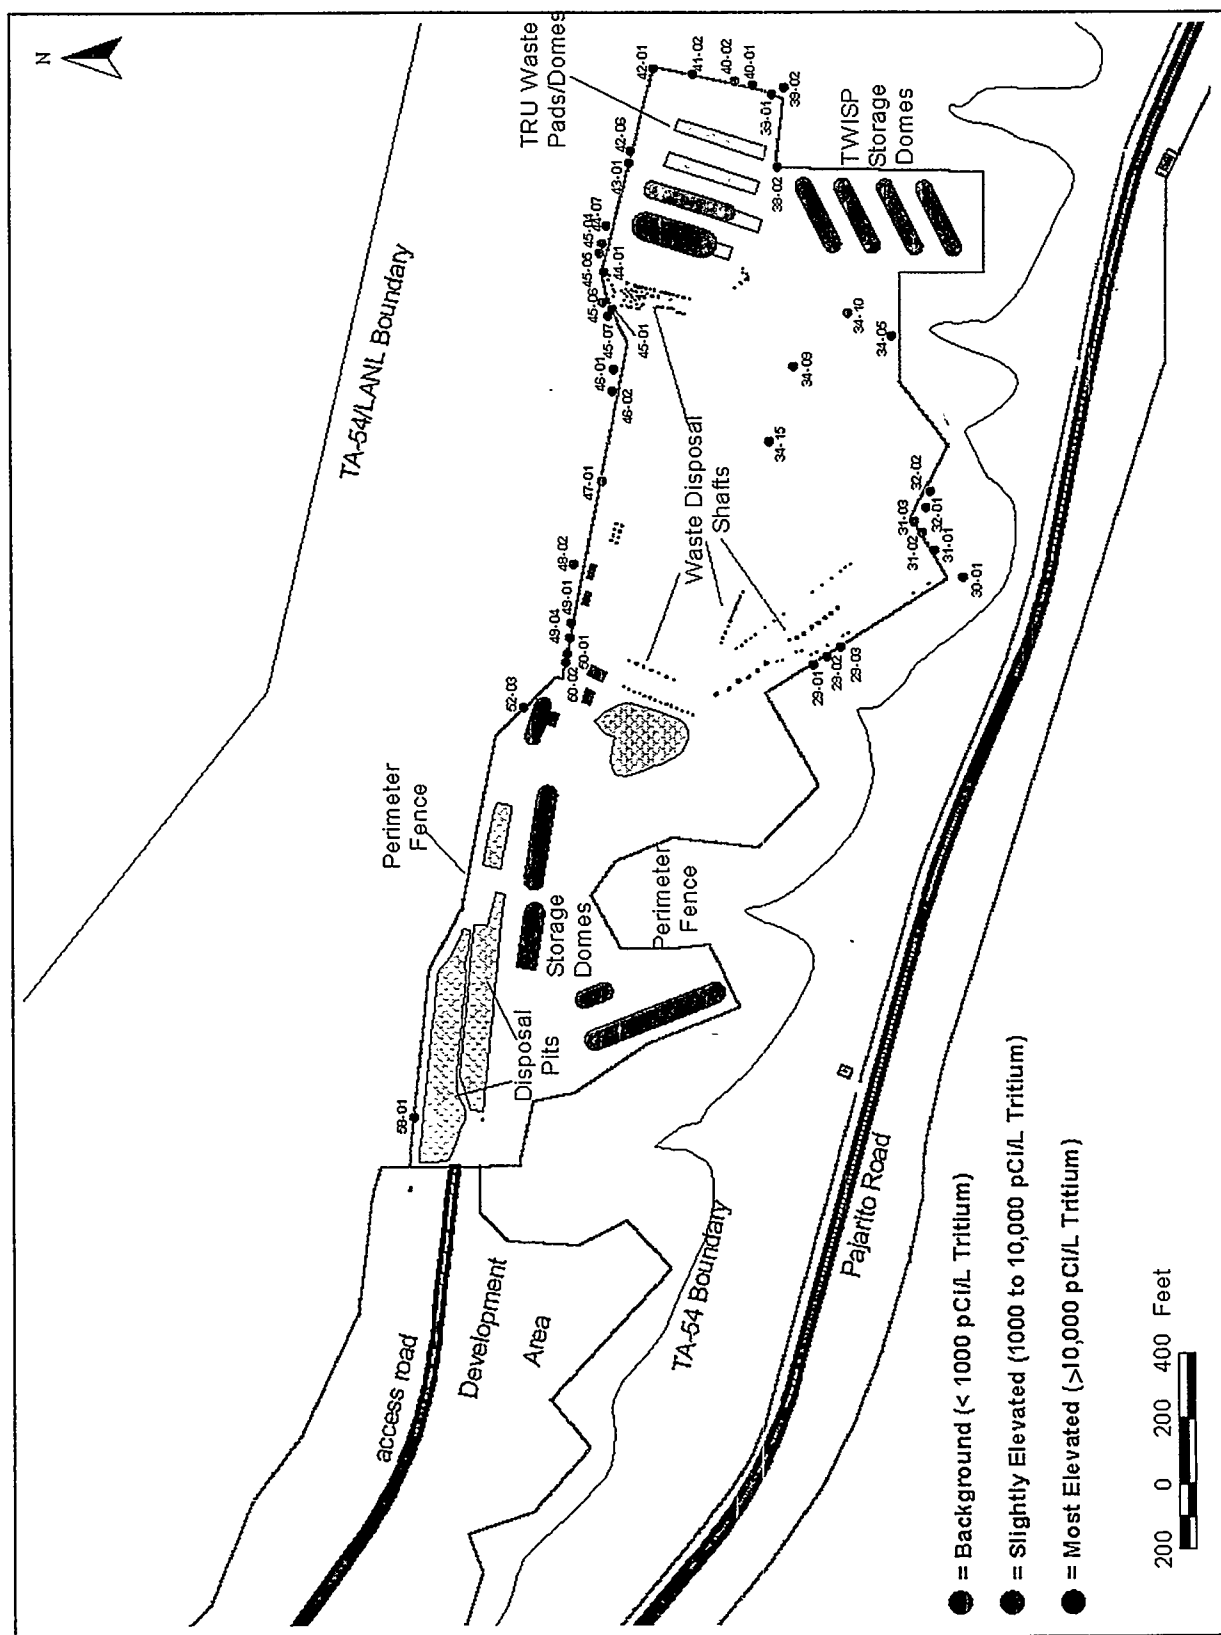 N
TRU Waste
Pads/Domes
42-01
41-02
40-02
40-01
39-02
39-01
38-02
42-06
43-01
45-04
45-05
44-01
45-06
45-07
45-01
46-01
46-02
47-01
48-02
49-01
49-04
50-01
50-02
52-03
59-01
TWISP
Storage
Domes
34-10
34-05
34-09
34-15
32-02
32-01
31-03
31-02
31-01
30-01
29-01
29-02
29-03
TA-54/LANL Boundary
Waste Disposal
Shafts
Perimeter
Fence
Storage
Domes
Perimeter
Fence
Disposal
Pits
access road
Development
Area
TA-54 Boundary
Pajarito Road
= Background (< 1000 pCi/L Tritium)
= Slightly Elevated (1000 to 10,000 pCi/L Tritium)
= Most Elevated (>10,000 pCi/L Tritium)
200 0 200 400 Feet